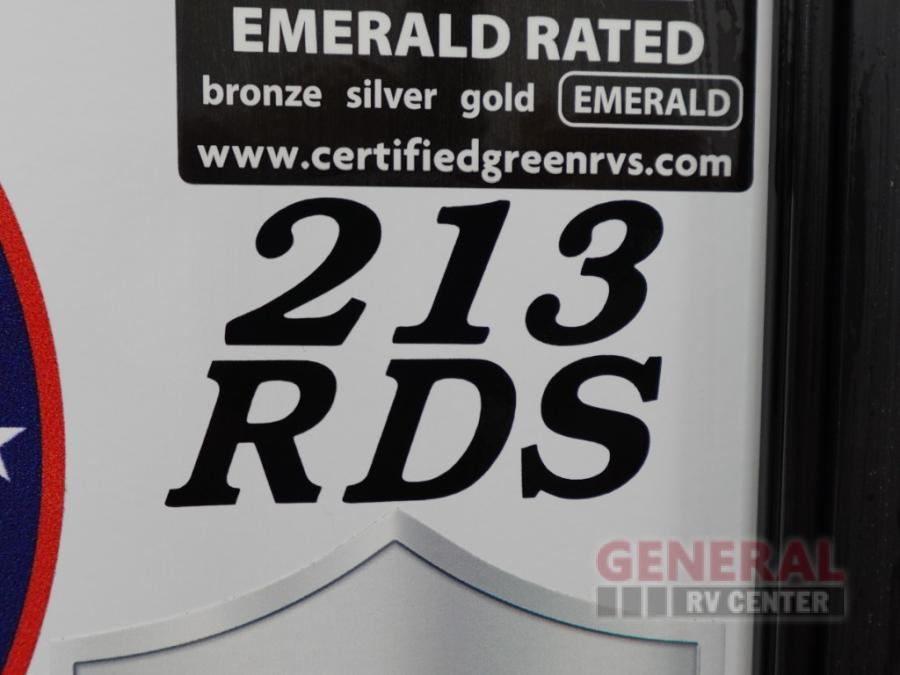 EMERALD RATED
bronze silver gold EMERALD
www.certifiedgreenrvs.com
213
RDS
GENERAL
RV CENTER